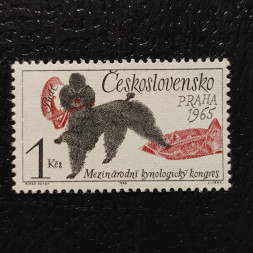 Československo
PRAHA
1965
1 Kčs
Mezinárodní kynologický kongres